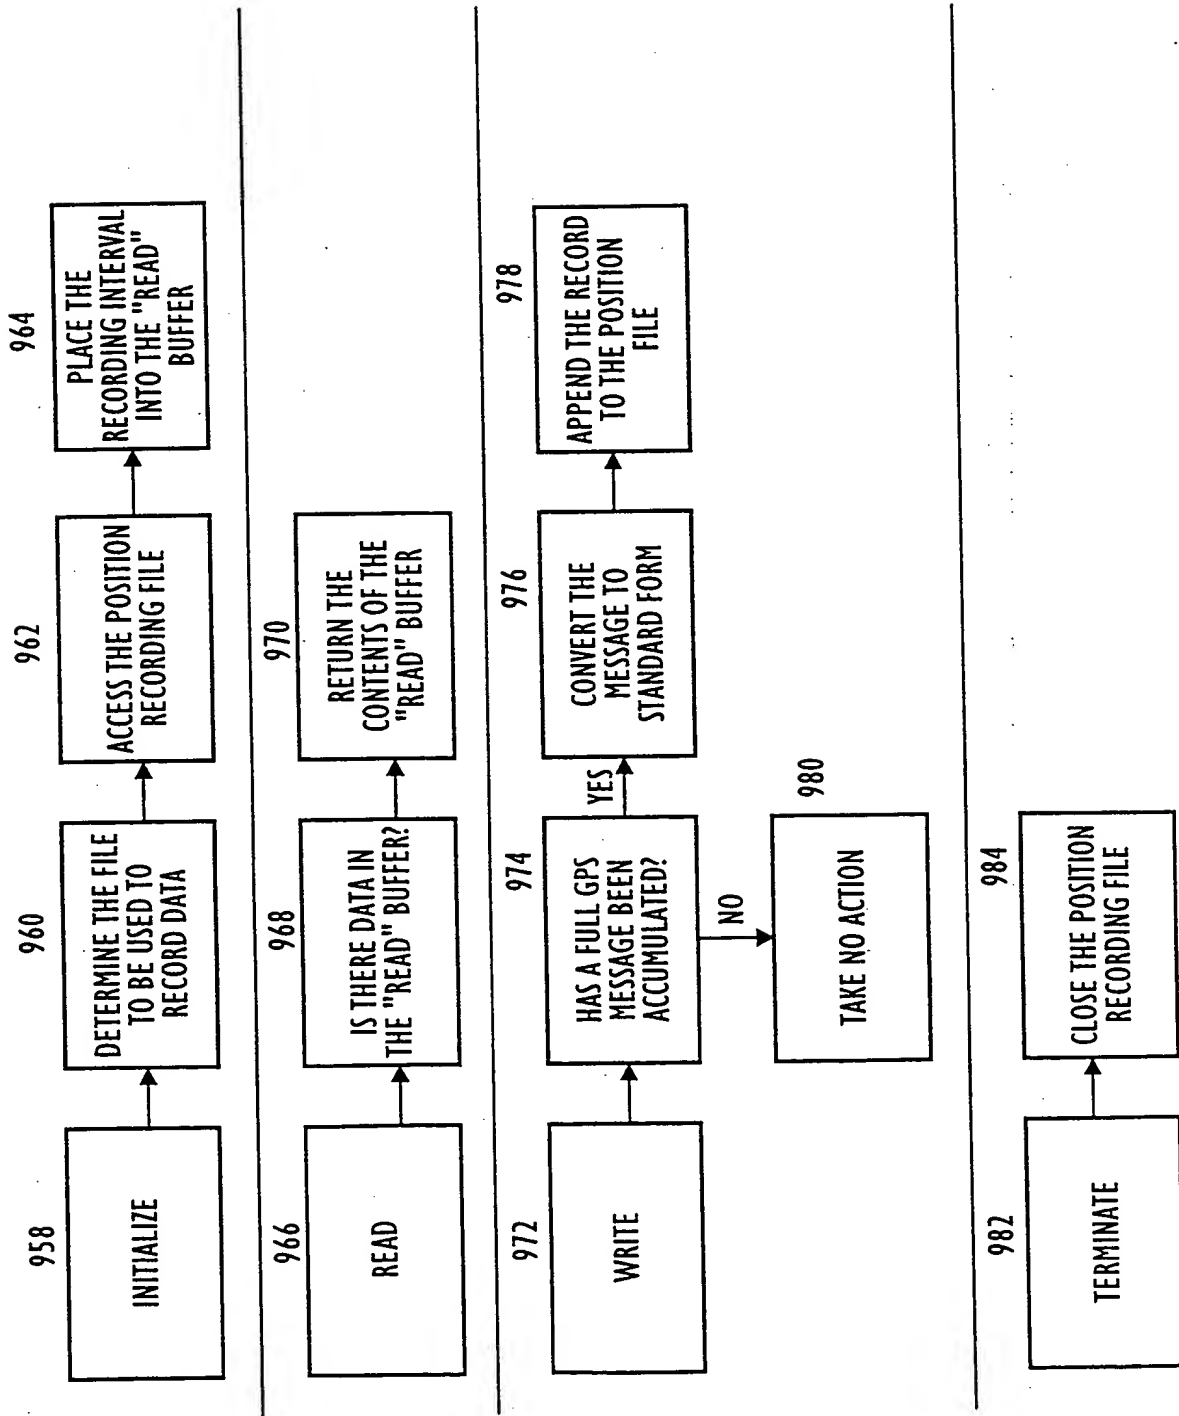 958
INITIALIZE
960
DETERMINE THE FILE
TO BE USED TO
RECORD DATA
962
ACCESS THE POSITION
RECORDING FILE
964
PLACE THE
RECORDING INTERVAL
INTO THE "READ"
BUFFER
966
READ
968
IS THERE DATA IN
THE "READ" BUFFER?
970
RETURN THE
CONTENTS OF THE
"READ" BUFFER
972
WRITE
974
HAS A FULL GPS
MESSAGE BEEN
ACCUMULATED?
YES
976
CONVERT THE
MESSAGE TO
STANDARD FORM
978
APPEND THE RECORD
TO THE POSITION
FILE
NO
980
TAKE NO ACTION
982
TERMINATE
984
CLOSE THE POSITION
RECORDING FILE